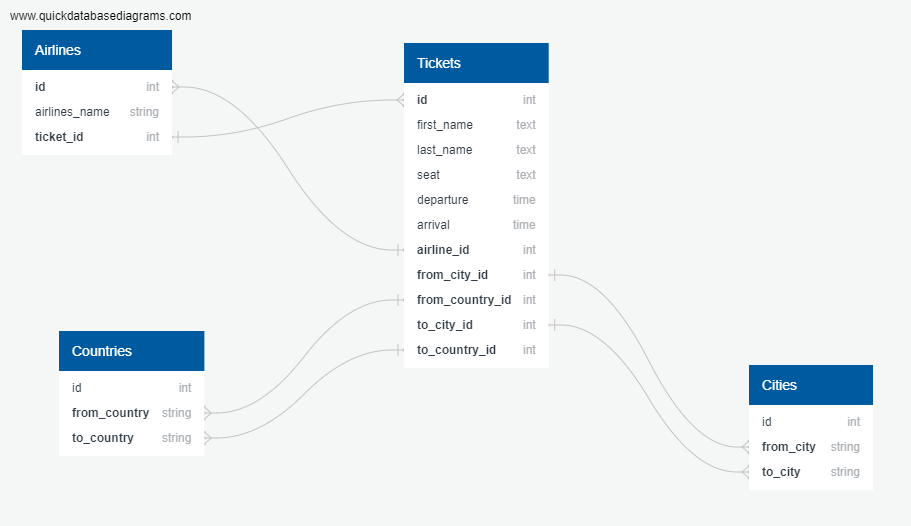 www.quickdatabasediagrams.com
Airlines
id int
airlines_name string
ticket_id int
Tickets
id int
first_name text
last_name text
seat text
departure time
arrival time
airline_id int
from_city_id int
from_country_id int
to_city_id int
to_country_id int
Countries
id int
from_country string
to_country string
Cities
id int
from_city string
to_city string